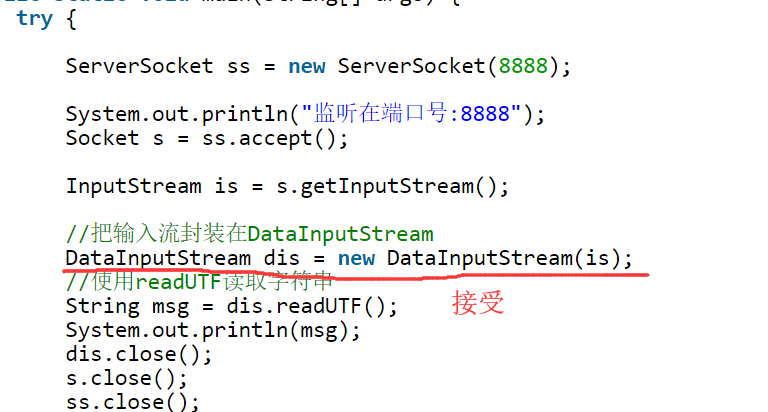 try {
ServerSocket ss = new ServerSocket(8888);
System.out.println("监听在端口号:8888");
Socket s = ss.accept();
InputStream is = s.getInputStream();
//把输入流封装在DataInputStream
DataInputStream dis = new DataInputStream(is);
//使用readUTF读取字符串
String msg = dis.readUTF();
接受
System.out.println(msg);
dis.close();
s.close();
ss.close();